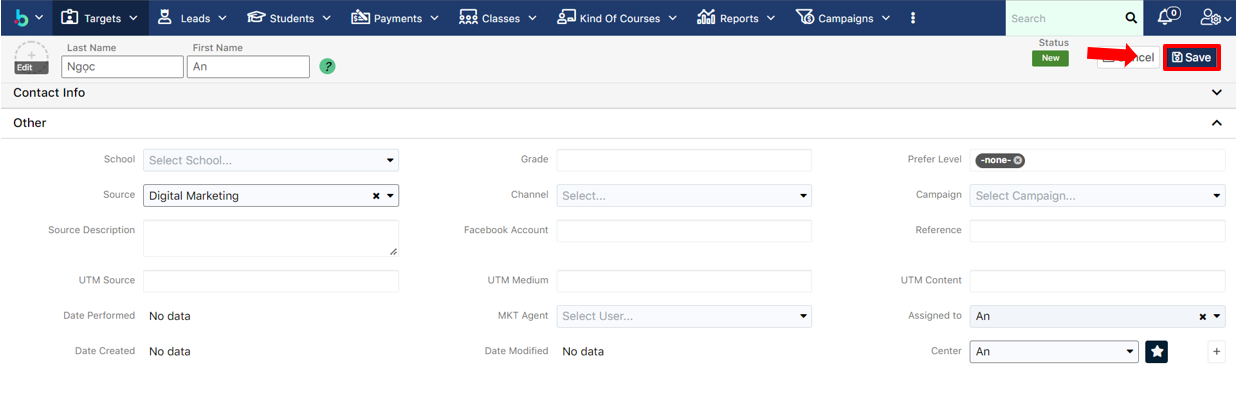 Targets Leads Students Payments Classes Kind Of Courses Reports Campaigns Search 0
Last Name First Name Status
Edit Ngọc An ? New Save
Contact Info
Other
School Select School... Grade Prefer Level -none-
Source Digital Marketing Channel Select... Campaign Select Campaign...
Source Description Facebook Account Reference
UTM Source UTM Medium UTM Content
Date Performed No data MKT Agent Select User... Assigned to An
Date Created No data Date Modified No data Center An +